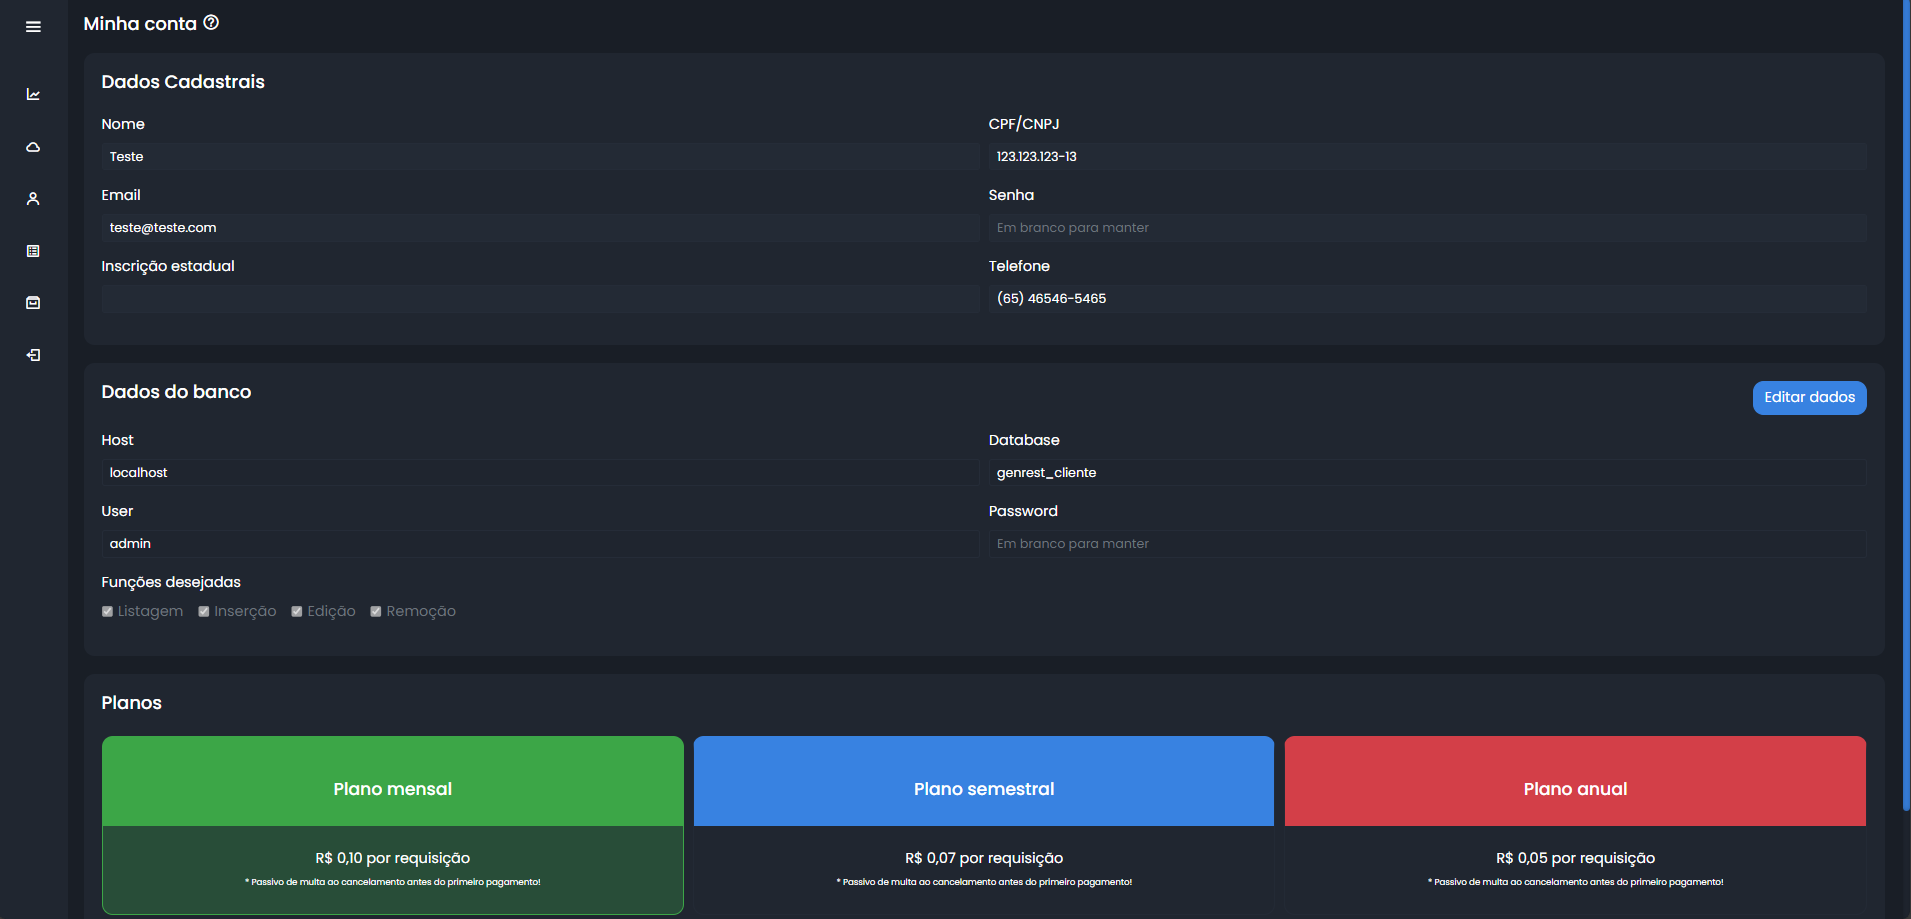 Minha conta
Dados Cadastrais
Nome
CPF/CNPJ
Teste
123.123.123-13
Email
Senha
teste@teste.com
Em branco para manter
Inscrição estadual
Telefone
(65) 46546-5465
Dados do banco
Editar dados
Host
Database
localhost
genrest_cliente
User
Password
admin
Em branco para manter
Funções desejadas
Listagem Inserção Edição Remoção
Planos
Plano mensal
R$ 0,10 por requisição
* Passivo de multa ao cancelamento antes do primeiro pagamento!
Plano semestral
R$ 0,07 por requisição
* Passivo de multa ao cancelamento antes do primeiro pagamento!
Plano anual
R$ 0,05 por requisição
* Passivo de multa ao cancelamento antes do primeiro pagamento!